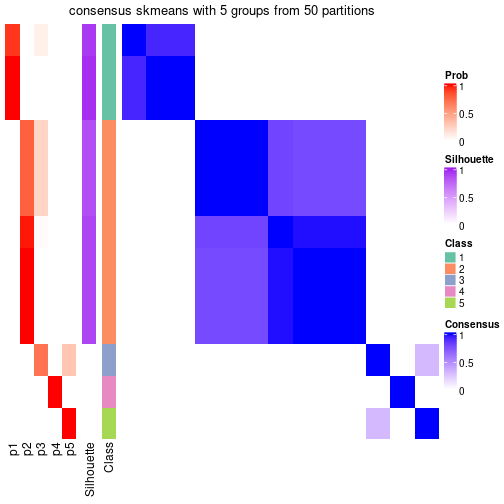 consensus skmeans with 5 groups from 50 partitions
Prob
1
0.5
0
Silhouette
1
0.5
0
Class
1
2
3
4
5
Consensus
1
0.5
0
p1
p2
p3
p4
p5
Silhouette
Class